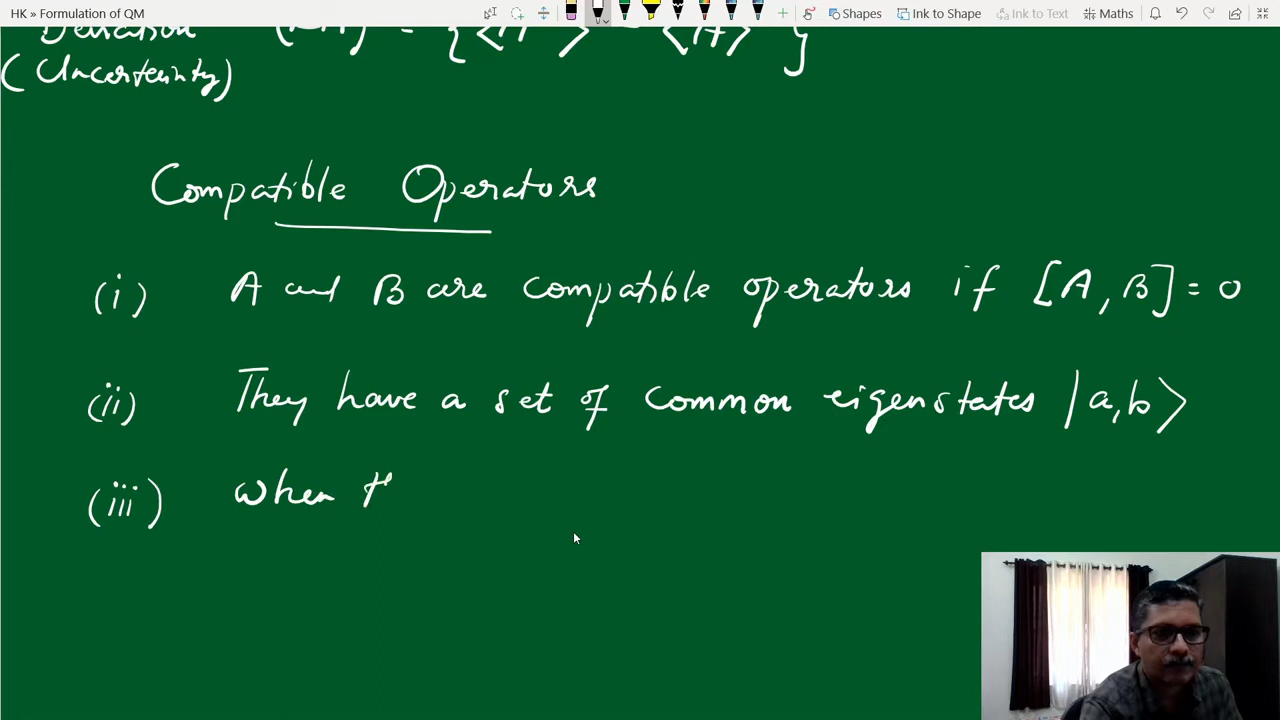 HK » Formulation of QM
Shapes Ink to Shape Ink to Text Maths
(Uncertainty)
Compatible Operators
(i) A and B are compatible operators if [A, B] = 0
(ii) They have a set of common eigenstates |a,b>
(iii) When